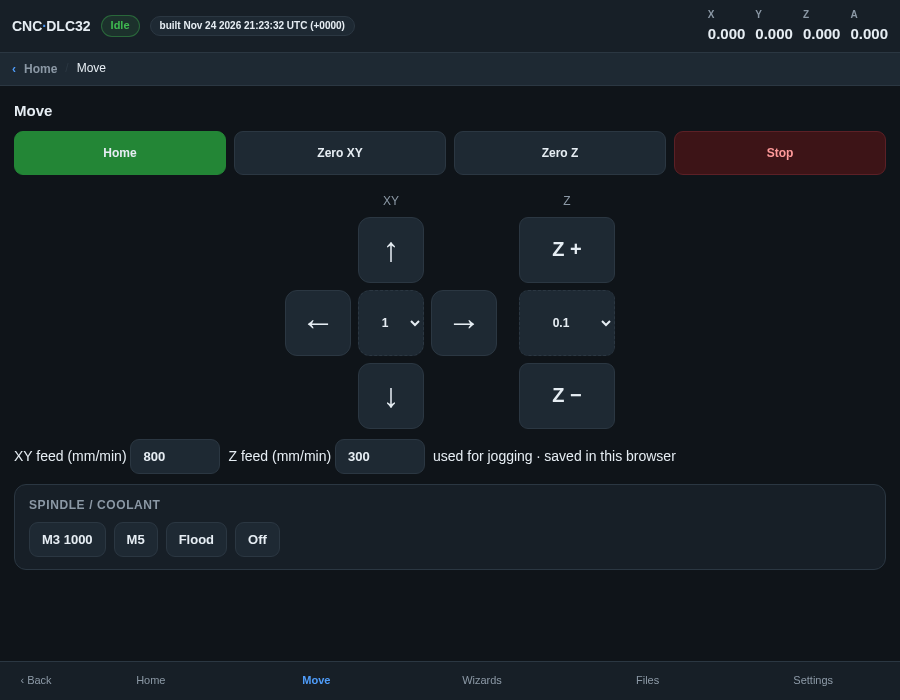 CNC·DLC32 Idle built Nov 24 2026 21:23:32 UTC (+0000)
X Y Z A
0.000 0.000 0.000 0.000
‹ Home / Move
Move
Home Zero XY Zero Z Stop
XY Z
↑ Z +
← 1 → 0.1
↓ Z −
XY feed (mm/min) 800 Z feed (mm/min) 300 used for jogging · saved in this browser
SPINDLE / COOLANT
M3 1000 M5 Flood Off
‹ Back Home Move Wizards Files Settings